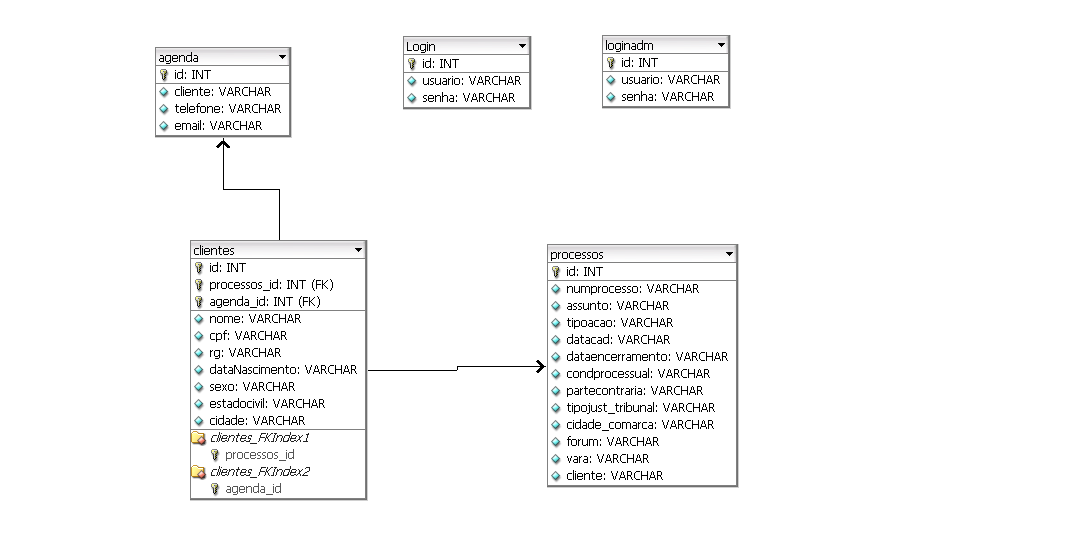 agenda
id: INT
cliente: VARCHAR
telefone: VARCHAR
email: VARCHAR
Login
id: INT
usuario: VARCHAR
senha: VARCHAR
loginadm
id: INT
usuario: VARCHAR
senha: VARCHAR
clientes
id: INT
processos_id: INT (FK)
agenda_id: INT (FK)
nome: VARCHAR
cpf: VARCHAR
rg: VARCHAR
dataNascimento: VARCHAR
sexo: VARCHAR
estadocivil: VARCHAR
cidade: VARCHAR
clientes_FKIndex1
processos_id
clientes_FKIndex2
agenda_id
processos
id: INT
numprocesso: VARCHAR
assunto: VARCHAR
tipoacao: VARCHAR
datacad: VARCHAR
dataencerramento: VARCHAR
condprocessual: VARCHAR
partecontraria: VARCHAR
tipojust_tribunal: VARCHAR
cidade_comarca: VARCHAR
forum: VARCHAR
vara: VARCHAR
cliente: VARCHAR